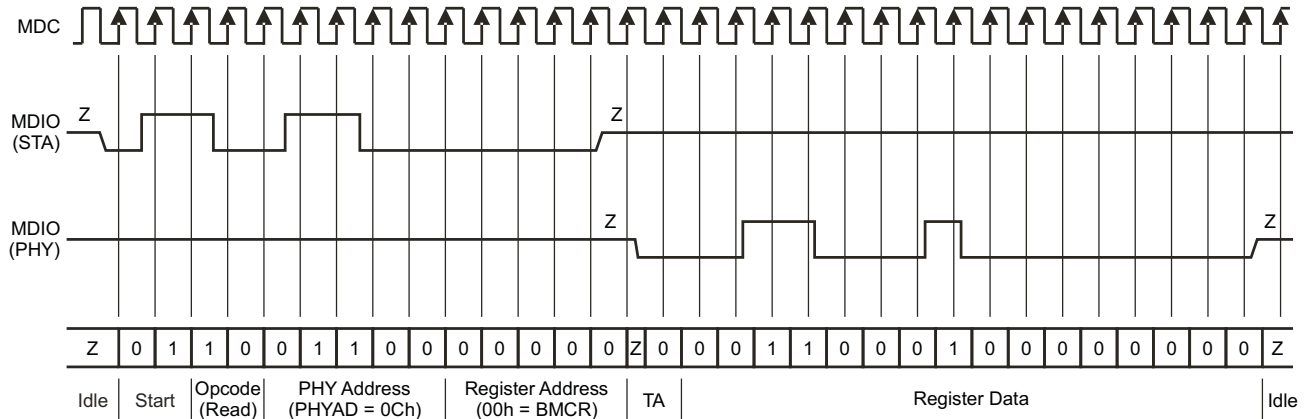 MDC
MDIO
(STA)
Z
Z
MDIO
(PHY)
Z
Z
Z 0 1 1 0 0 1 1 0 0 0 0 0 0 0 Z 0 0 0 1 1 0 0 0 1 0 0 0 0 0 0 0 0 Z
Idle
Start
Opcode
(Read)
PHY Address
(PHYAD = 0Ch)
Register Address
(00h = BMCR)
TA
Register Data
Idle